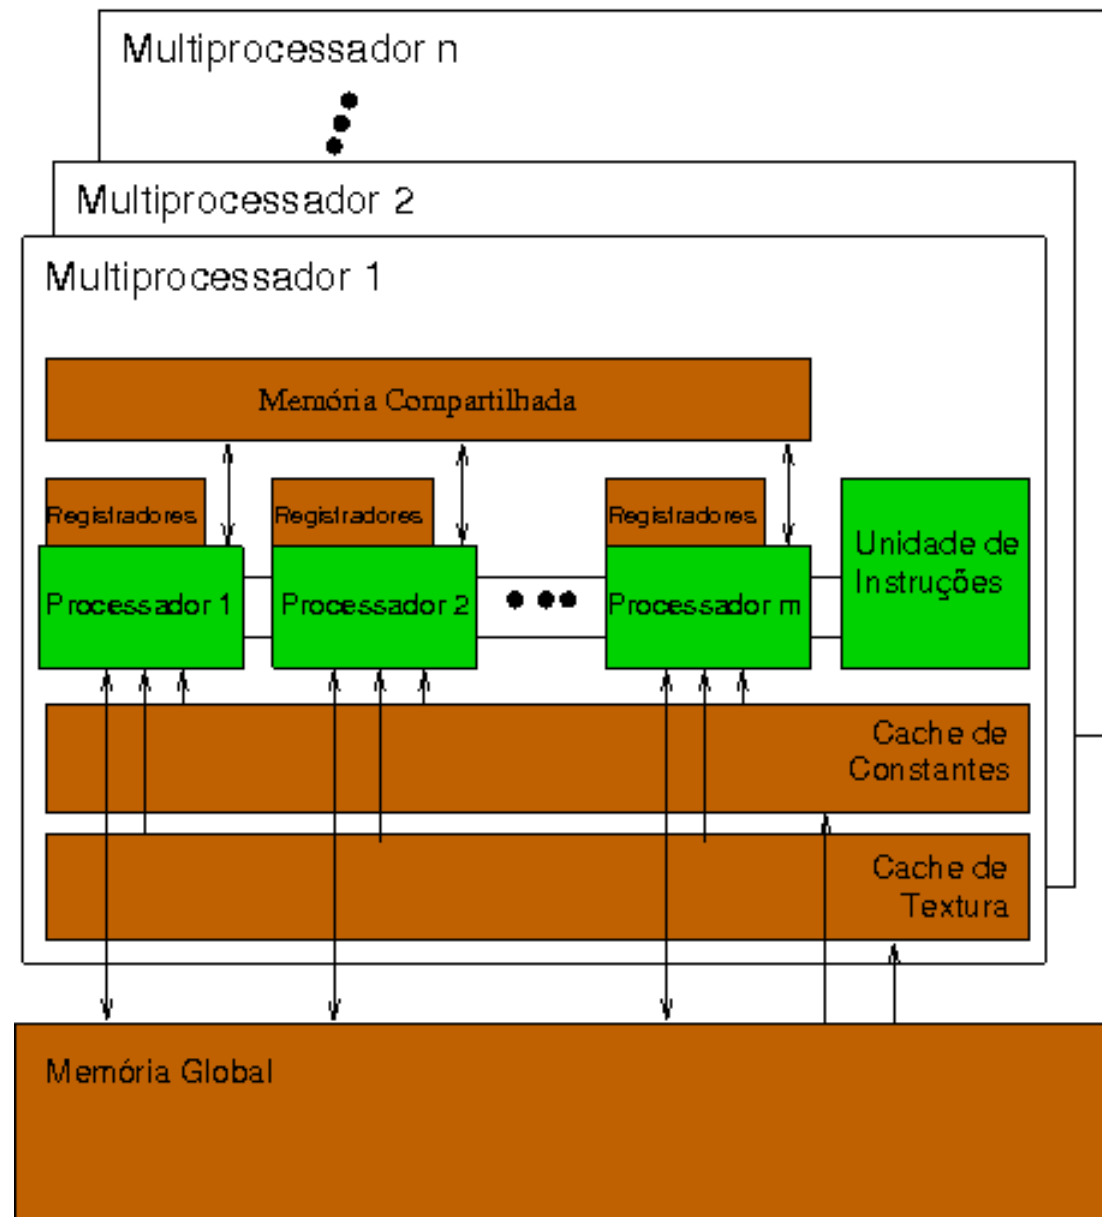 Multiprocessador n
Multiprocessador 2
Multiprocessador 1
Memória Compartilhada
Registradores
Registradores
Registradores
Unidade de
Instruções
Processador 1
Processador 2
Processador m
Cache de
Constantes
Cache de
Textura
Memória Global